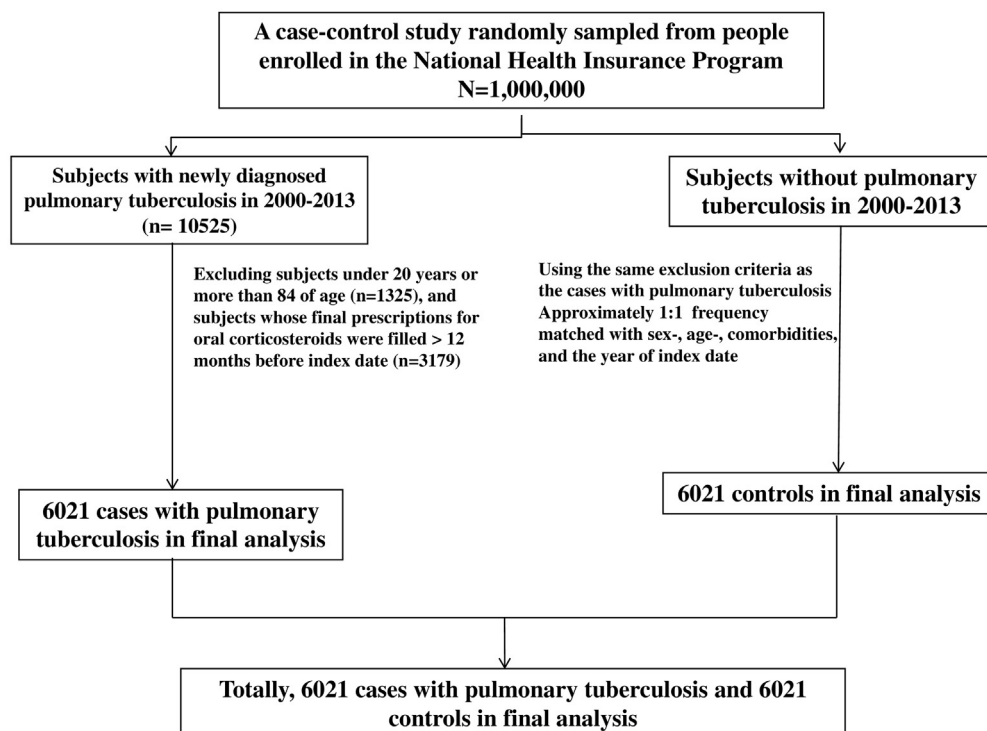 A case-control study randomly sampled from people
enrolled in the National Health Insurance Program
N=1,000,000
Subjects with newly diagnosed
pulmonary tuberculosis in 2000-2013
(n= 10525)
Subjects without pulmonary
tuberculosis in 2000-2013
Excluding subjects under 20 years or
more than 84 of age (n=1325), and
subjects whose final prescriptions for
oral corticosteroids were filled > 12
months before index date (n=3179)
Using the same exclusion criteria as
the cases with pulmonary tuberculosis
Approximately 1:1 frequency
matched with sex-, age-, comorbidities,
and the year of index date
6021 cases with pulmonary
tuberculosis in final analysis
6021 controls in final analysis
Totally, 6021 cases with pulmonary tuberculosis and 6021
controls in final analysis